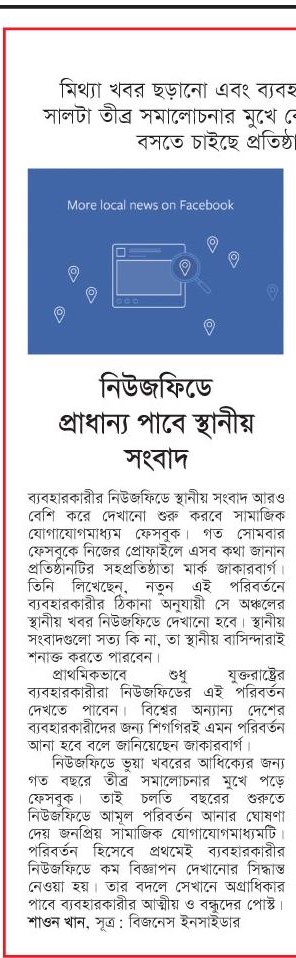 মিথ্যা খবর ছড়ানো এবং
সালটা তীব্র সমালোচনার মুখে
বসতে চাইছে
More local news on Facebook
নিউজফিডে
প্রাধান্য পাবে স্থানীয়
সংবাদ
ব্যবহারকারীর নিউজফিডে স্থানীয় সংবাদ আরও
বেশি করে দেখানো শুরু করবে সামাজিক
যোগাযোগমাধ্যম ফেসবুক। গত সোমবার
ফেসবুকে নিজের প্রোফাইলে এসব কথা জানান
প্রতিষ্ঠানটির সহপ্রতিষ্ঠাতা মার্ক জাকারবার্গ।
তিনি লিখেছেন, নতুন এই পরিবর্তনে
ব্যবহারকারীর ঠিকানা অনুযায়ী সে অঞ্চলের
স্থানীয় খবর নিউজফিডে দেখানো হবে। স্থানীয়
সংবাদগুলো সত্য কি না, তা স্থানীয় বাসিন্দারাই
শনাক্ত করতে পারবেন।
প্রাথমিকভাবে শুধু যুক্তরাষ্ট্রের
ব্যবহারকারীরা নিউজফিডের এই পরিবর্তন
দেখতে পাবেন। বিশ্বের অন্যান্য দেশের
ব্যবহারকারীদের জন্য শিগগিরই এমন পরিবর্তন
আনা হবে বলে জানিয়েছেন জাকারবার্গ।
নিউজফিডে ভুয়া খবরের আধিক্যের জন্য
গত বছরে তীব্র সমালোচনার মুখে পড়ে
ফেসবুক। তাই চলতি বছরের শুরুতে
নিউজফিডে আমূল পরিবর্তন আনার ঘোষণা
দেয় জনপ্রিয় সামাজিক যোগাযোগমাধ্যমটি।
পরিবর্তন হিসেবে প্রথমেই ব্যবহারকারীর
নিউজফিডে কম বিজ্ঞাপন দেখানোর সিদ্ধান্ত
নেওয়া হয়। তার বদলে সেখানে অগ্রাধিকার
পাবে ব্যবহারকারীর আত্মীয় ও বন্ধুদের পোস্ট।
শাওন খান, সূত্র : বিজনেস ইনসাইডার